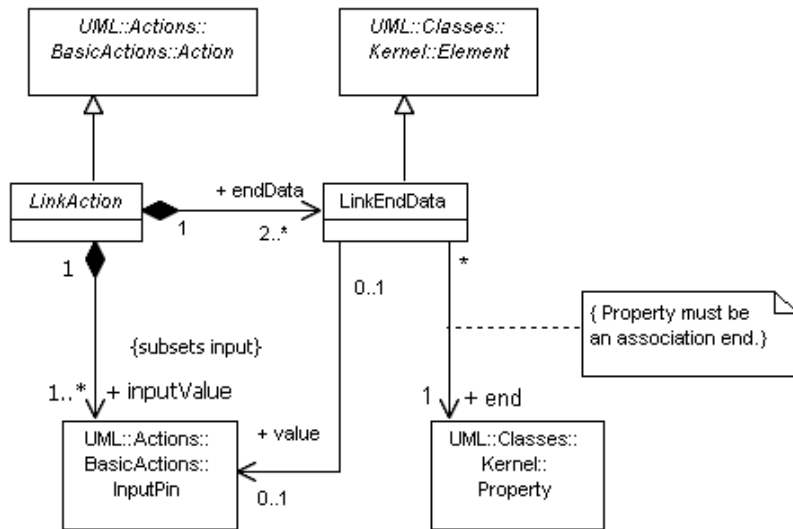 UML::Actions::
BasicActions::Action
UML::Classes::
Kernel::Element
LinkAction
+ endData
LinkEndData
1
2..*
1
0..1
*
{ Property must be
an association end.}
{subsets input}
1..*
+ inputValue
1
+ end
+ value
UML::Actions::
BasicActions::
InputPin
0..1
UML::Classes::
Kernel::
Property